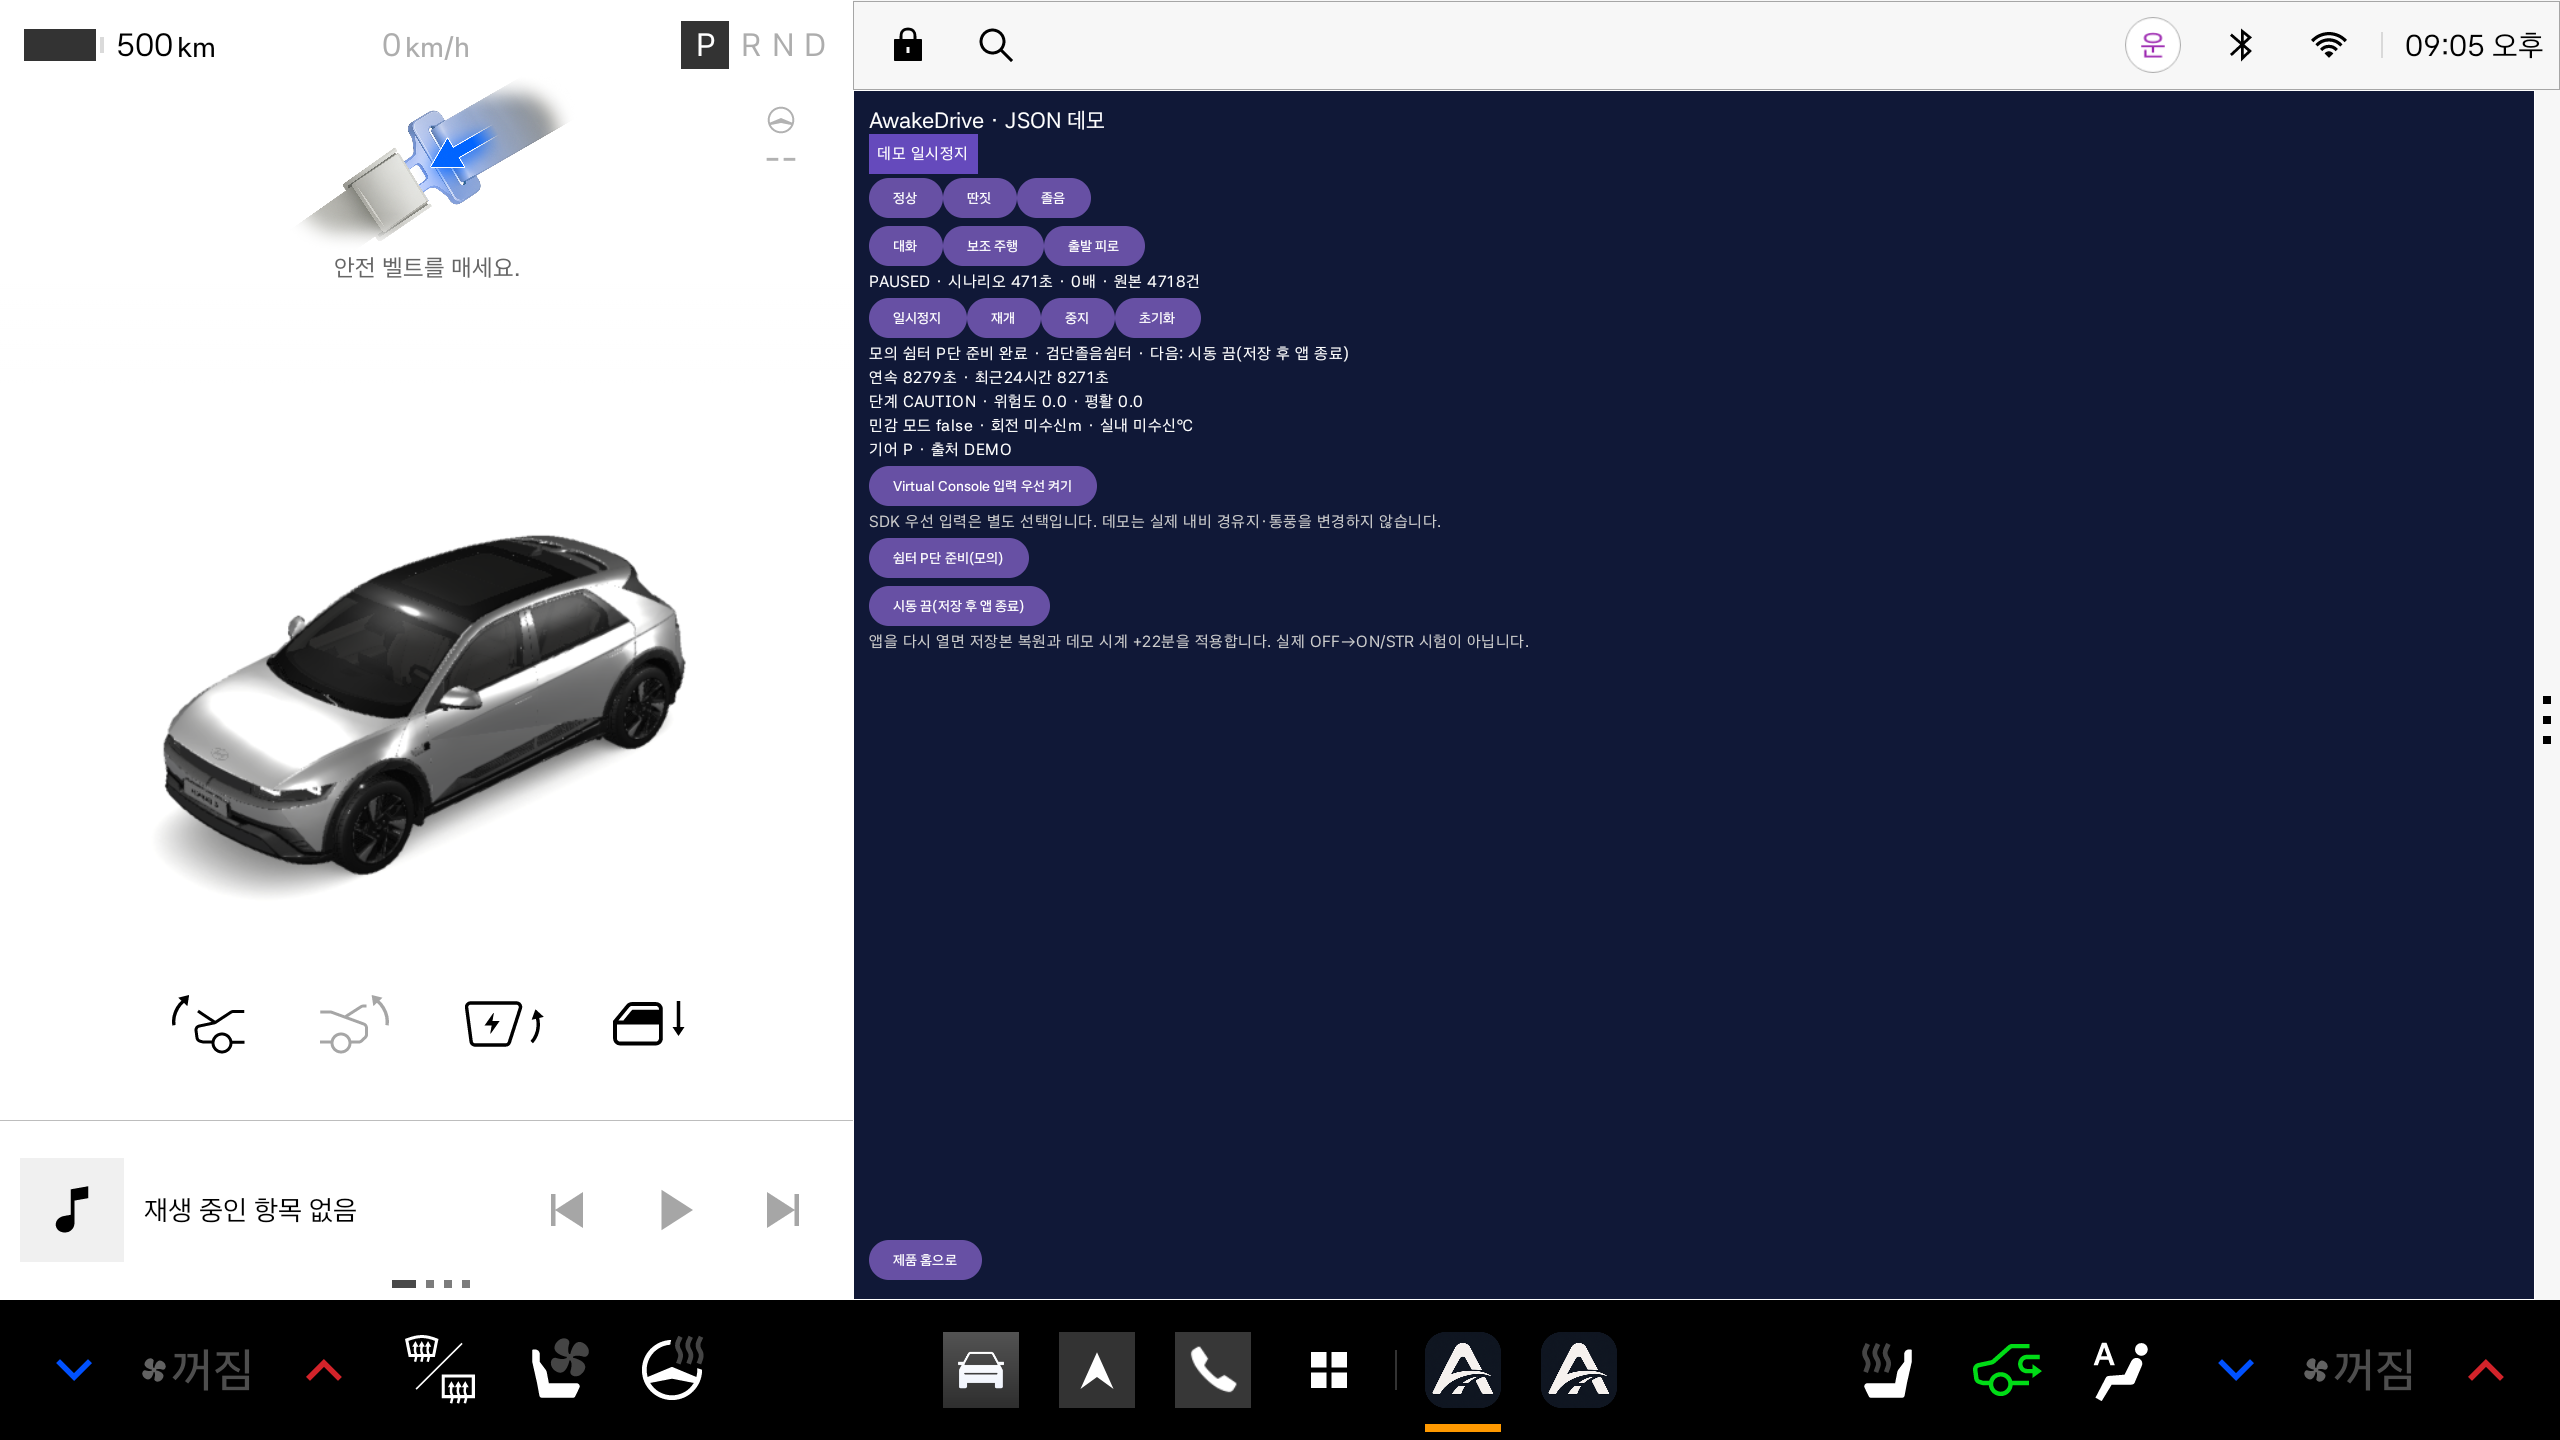 500 km
0 km/h
P R N D
안전 벨트를 매세요.
운
09:05 오후
AwakeDrive · JSON 데모
데모 일시정지
정상 딴짓 졸음
대화 보조 주행 출발 피로
PAUSED · 시나리오 471초 · 0배 · 원본 4718건
일시정지 재개 중지 초기화
모의 쉼터 P단 준비 완료 · 검단졸음쉼터 · 다음: 시동 끔(저장 후 앱 종료)
연속 8279초 · 최근24시간 8271초
단계 CAUTION · 위험도 0.0 · 평활 0.0
민감 모드 false · 회전 미수신m · 실내 미수신℃
기어 P · 출처 DEMO
Virtual Console 입력 우선 켜기
SDK 우선 입력은 별도 선택입니다. 데모는 실제 내비 경유지·통풍을 변경하지 않습니다.
쉼터 P단 준비(모의)
시동 끔(저장 후 앱 종료)
앱을 다시 열면 저장본 복원과 데모 시계 +22분을 적용합니다. 실제 OFF→ON/STR 시험이 아닙니다.
재생 중인 항목 없음
제품 홈으로
꺼짐
A
꺼짐